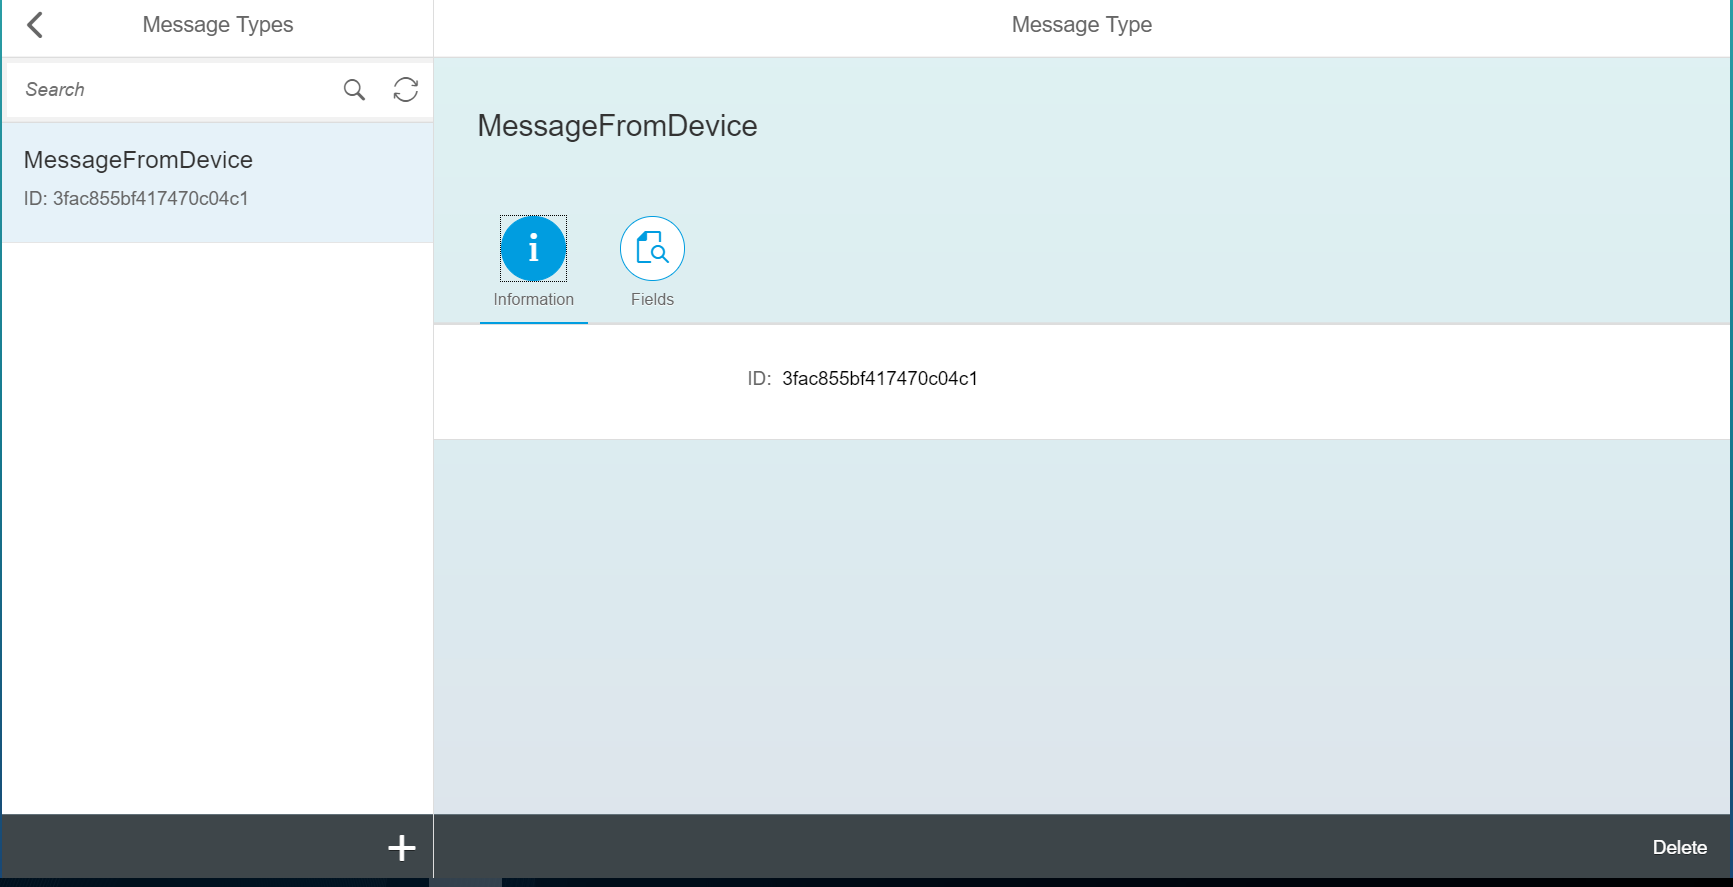 Message Types
Search
MessageFromDevice
ID: 3fac855bf417470c04c1
Message Type
MessageFromDevice
Information
Fields
ID: 3fac855bf417470c04c1
Delete